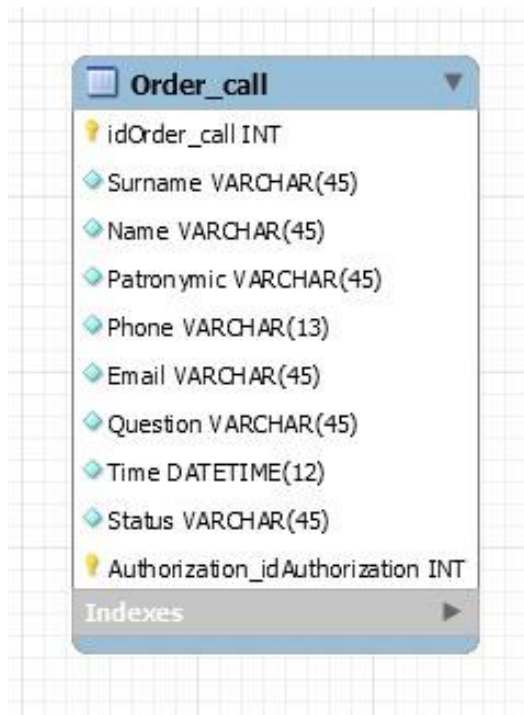 Order_call
idOrder_call INT
Surname VARCHAR(45)
Name VARCHAR(45)
Patronymic VARCHAR(45)
Phone VARCHAR(13)
Email VARCHAR(45)
Question VARCHAR(45)
Time DATETIME(12)
Status VARCHAR(45)
Authorization_idAuthorization INT
Indexes